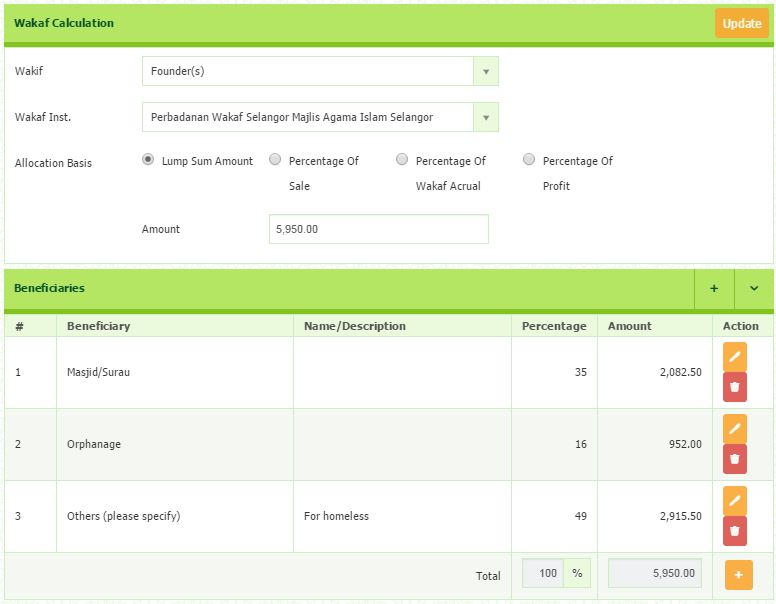 Wakaf Calculation Update
Wakif Founder(s)
Wakaf Inst. Perbadanan Wakaf Selangor Majlis Agama Islam Selangor
Allocation Basis Lump Sum Amount Percentage Of Percentage Of Percentage Of
Sale Wakaf Acrual Profit
Amount 5,950.00
Beneficiaries +
# Beneficiary Name/Description Percentage Amount Action
1 Masjid/Surau 35 2,082.50
2 Orphanage 16 952.00
3 Others (please specify) For homeless 49 2,915.50
Total 100 % 5,950.00 +